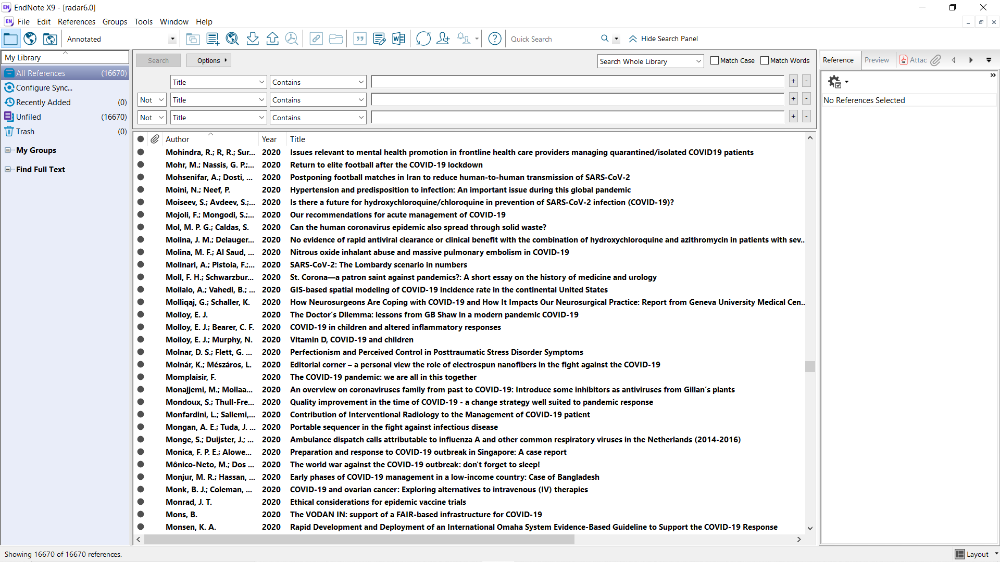 EndNote X9 - [radar6.0]
File Edit References Groups Tools Window Help
Annotated
Quick Search
Hide Search Panel
My Library
All References (16670)
Configure Sync...
Recently Added (0)
Unfiled (16670)
Trash (0)
My Groups
Find Full Text
Search Options Search Whole Library Match Case Match Words
Title Contains + -
Not Title Contains + -
Not Title Contains + -
Author Year Title
Mohindra, R.; R, R.; Sur... 2020 Issues relevant to mental health promotion in frontline health care providers managing quarantined/isolated COVID19 patients
Mohr, M.; Nassis, G. P.;... 2020 Return to elite football after the COVID-19 lockdown
Mohsenifar, A.; Dosti, ... 2020 Postponing football matches in Iran to reduce human-to-human transmission of SARS-CoV-2
Moini, N.; Neef, P. 2020 Hypertension and predisposition to infection: An important issue during this global pandemic
Moiseev, S.; Avdeev, S.;... 2020 Is there a future for hydroxychloroquine/chloroquine in prevention of SARS-CoV-2 infection (COVID-19)?
Mojoli, F.; Mongodi, S.;... 2020 Our recommendations for acute management of COVID-19
Mol, M. P. G.; Caldas, S. 2020 Can the human coronavirus epidemic also spread through solid waste?
Molina, J. M.; Delauger... 2020 No evidence of rapid antiviral clearance or clinical benefit with the combination of hydroxychloroquine and azithromycin in patients with sev..
Molina, M. F.; Al Saud, ... 2020 Nitrous oxide inhalant abuse and massive pulmonary embolism in COVID-19
Molinari, A.; Pistoia, F.;... 2020 SARS-CoV-2: The Lombardy scenario in numbers
Moll, F. H.; Schwarzbur... 2020 St. Corona—a patron saint against pandemics?: A short essay on the history of medicine and urology
Mollalo, A.; Vahedi, B.; ... 2020 GIS-based spatial modeling of COVID-19 incidence rate in the continental United States
Molliqaj, G.; Schaller, K. 2020 How Neurosurgeons Are Coping with COVID-19 and How It Impacts Our Neurosurgical Practice: Report from Geneva University Medical Cen..
Molloy, E. J. 2020 The Doctor’s Dilemma: lessons from GB Shaw in a modern pandemic COVID-19
Molloy, E. J.; Bearer, C. F. 2020 COVID-19 in children and altered inflammatory responses
Molloy, E. J.; Murphy, N. 2020 Vitamin D, COVID-19 and children
Molnar, D. S.; Flett, G. ... 2020 Perfectionism and Perceived Control in Posttraumatic Stress Disorder Symptoms
Molnár, K.; Mészáros, L. 2020 Editorial corner – a personal view the role of electrospun nanofibers in the fight against the COVID-19
Momplaisir, F. 2020 The COVID-19 pandemic: we are all in this together
Monajjemi, M.; Mollaa... 2020 An overview on coronaviruses family from past to COVID-19: Introduce some inhibitors as antiviruses from Gillan’s plants
Mondoux, S.; Thull-Fre... 2020 Quality improvement in the time of COVID-19 - a change strategy well suited to pandemic response
Monfardini, L.; Sallemi,... 2020 Contribution of Interventional Radiology to the Management of COVID-19 patient
Mongan, A. E.; Tuda, J. ... 2020 Portable sequencer in the fight against infectious disease
Monge, S.; Duijster, J.; ... 2020 Ambulance dispatch calls attributable to influenza A and other common respiratory viruses in the Netherlands (2014-2016)
Monica, F. P. E.; Alowe... 2020 Preparation and response to COVID-19 outbreak in Singapore: A case report
Mônico-Neto, M.; Dos ... 2020 The world war against the COVID-19 outbreak: don't forget to sleep!
Monjur, M. R.; Hassan, ... 2020 Early phases of COVID-19 management in a low-income country: Case of Bangladesh
Monk, B. J.; Coleman, ... 2020 COVID-19 and ovarian cancer: Exploring alternatives to intravenous (IV) therapies
Monrad, J. T. 2020 Ethical considerations for epidemic vaccine trials
Mons, B. 2020 The VODAN IN: support of a FAIR-based infrastructure for COVID-19
Monsen, K. A. 2020 Rapid Development and Deployment of an International Omaha System Evidence-Based Guideline to Support the COVID-19 Response
Reference Preview Attac
No References Selected
Showing 16670 of 16670 references.
Layout